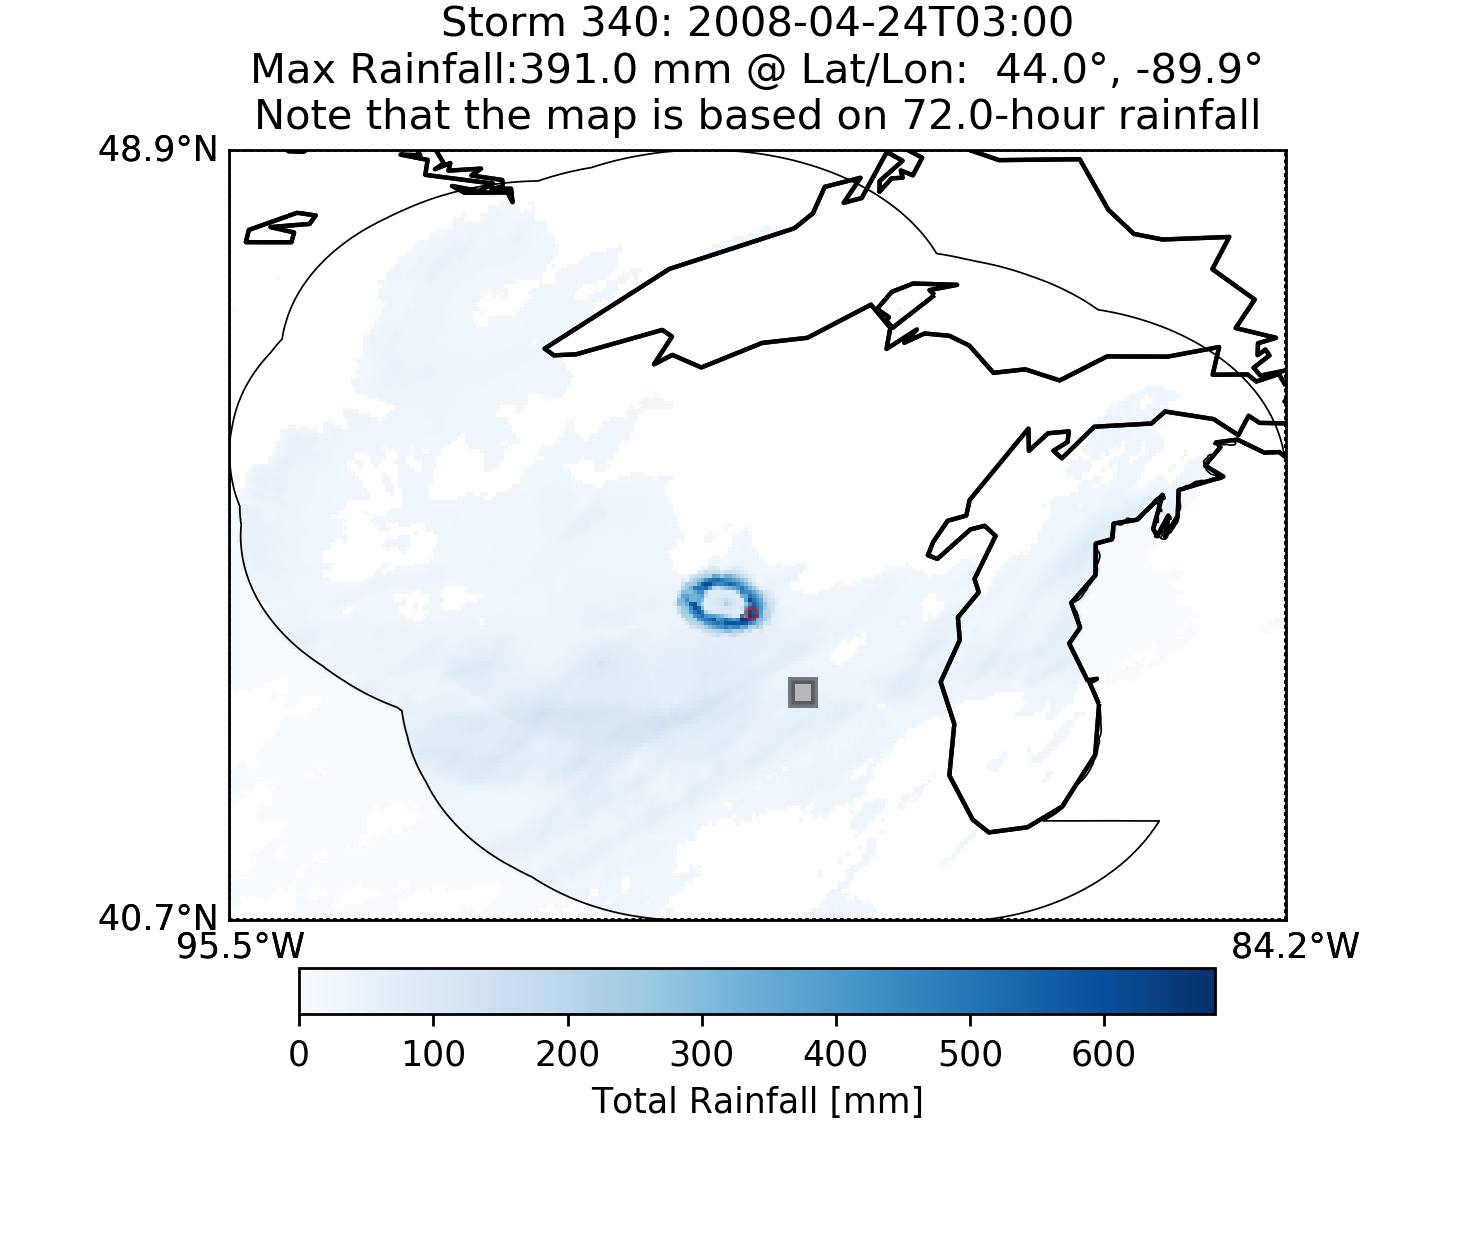 Storm 340: 2008-04-24T03:00
Max Rainfall:391.0 mm @ Lat/Lon:  44.0°, -89.9°
Note that the map is based on 72.0-hour rainfall
48.9°N
40.7°N
95.5°W 84.2°W
0 100 200 300 400 500 600
Total Rainfall [mm]